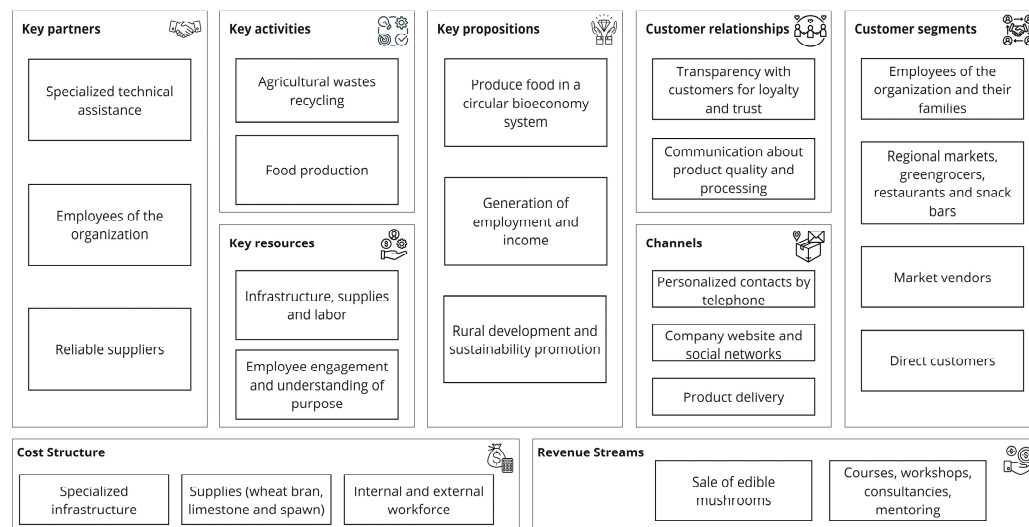 Key partners
Specialized technical
assistance
Employees of the
organization
Reliable suppliers
Key activities
Agricultural wastes
recycling
Food production
Key resources
Infrastructure, supplies
and labor
Employee engagement
and understanding of
purpose
Key propositions
Produce food in a
circular bioeconomy
system
Generation of
employment and
income
Rural development and
sustainability promotion
Customer relationships
Transparency with
customers for loyalty
and trust
Communication about
product quality and
processing
Channels
Personalized contacts by
telephone
Company website and
social networks
Product delivery
Customer segments
Employees of the
organization and their
families
Regional markets,
greengrocers,
restaurants and snack
bars
Market vendors
Direct customers
Cost Structure
Specialized
infrastructure
Supplies (wheat bran,
limestone and spawn)
Internal and external
workforce
Revenue Streams
Sale of edible
mushrooms
Courses, workshops,
consultancies,
mentoring